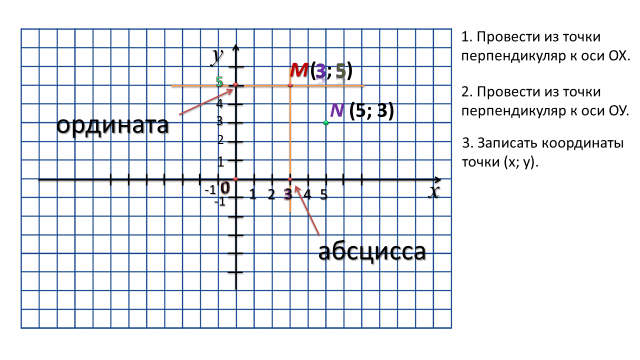 y
M(3; 5)
5
4
N (5; 3)
ордината
3
2
1
-1 0 1 2 3 4 5 x
-1
абсцисса
1. Провести из точки
перпендикуляр к оси ОХ.
2. Провести из точки
перпендикуляр к оси ОУ.
3. Записать координаты
точки (x; y).